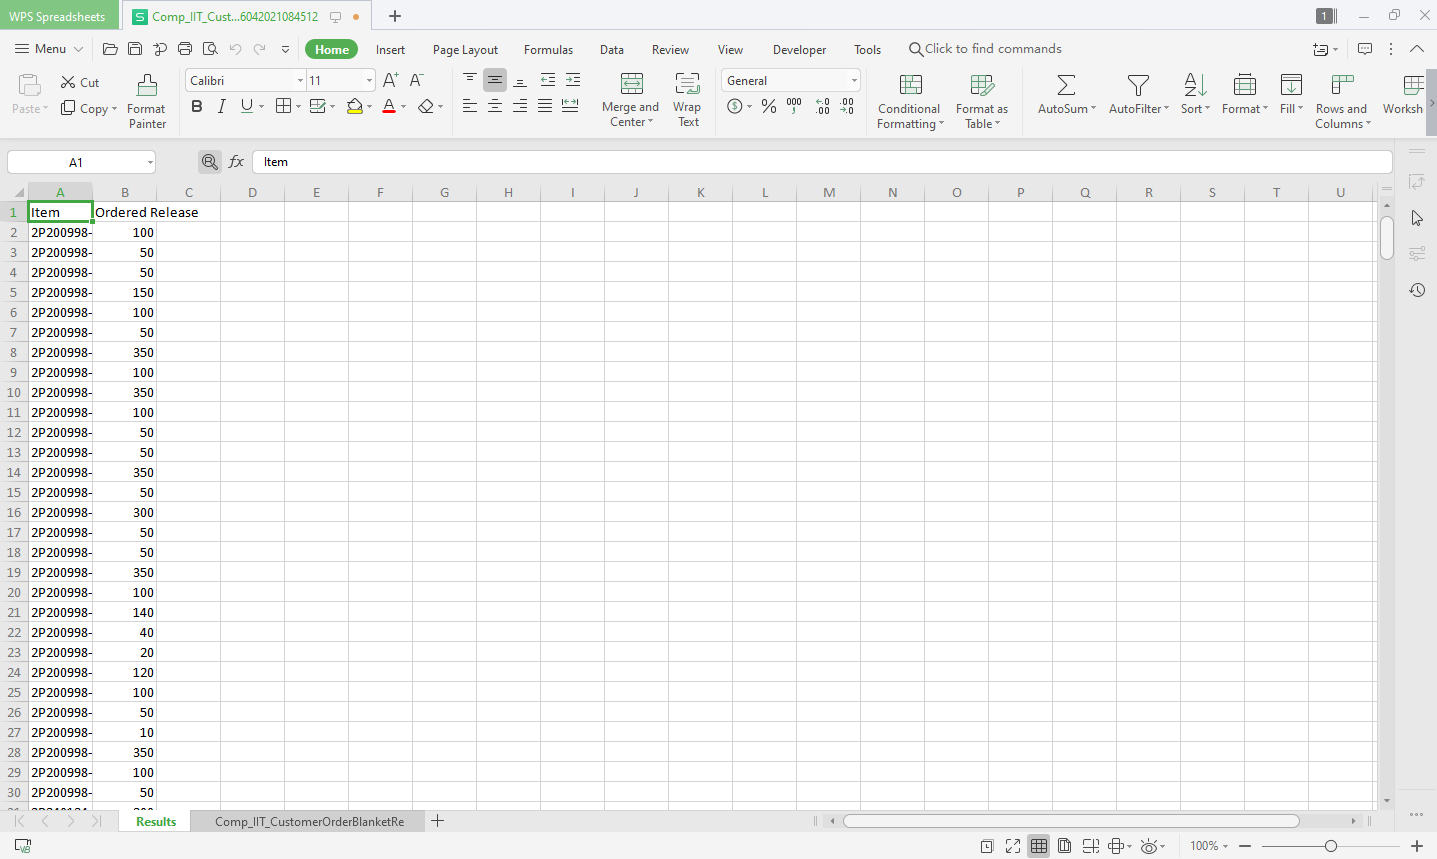 WPS Spreadsheets
Comp_IIT_Cust...6042021084512
1
Menu
Home
Insert
Page Layout
Formulas
Data
Review
View
Developer
Tools
Click to find commands
Paste
Cut
Copy
Format Painter
Calibri
11
A+
A-
B
I
U
A
A
Merge and Center
Wrap Text
General
000
Conditional Formatting
Format as Table
AutoSum
AutoFilter
Sort
Format
Fill
Rows and Columns
Worksh
A1
fx
Item
A B C D E F G H I J K L M N O P Q R S T U
1 Item Ordered Release
2 2P200998- 100
3 2P200998- 50
4 2P200998- 50
5 2P200998- 150
6 2P200998- 100
7 2P200998- 50
8 2P200998- 350
9 2P200998- 100
10 2P200998- 350
11 2P200998- 100
12 2P200998- 50
13 2P200998- 50
14 2P200998- 350
15 2P200998- 50
16 2P200998- 300
17 2P200998- 50
18 2P200998- 50
19 2P200998- 350
20 2P200998- 100
21 2P200998- 140
22 2P200998- 40
23 2P200998- 20
24 2P200998- 120
25 2P200998- 100
26 2P200998- 50
27 2P200998- 10
28 2P200998- 350
29 2P200998- 100
30 2P200998- 50
Results
Comp_IIT_CustomerOrderBlanketRe
100%